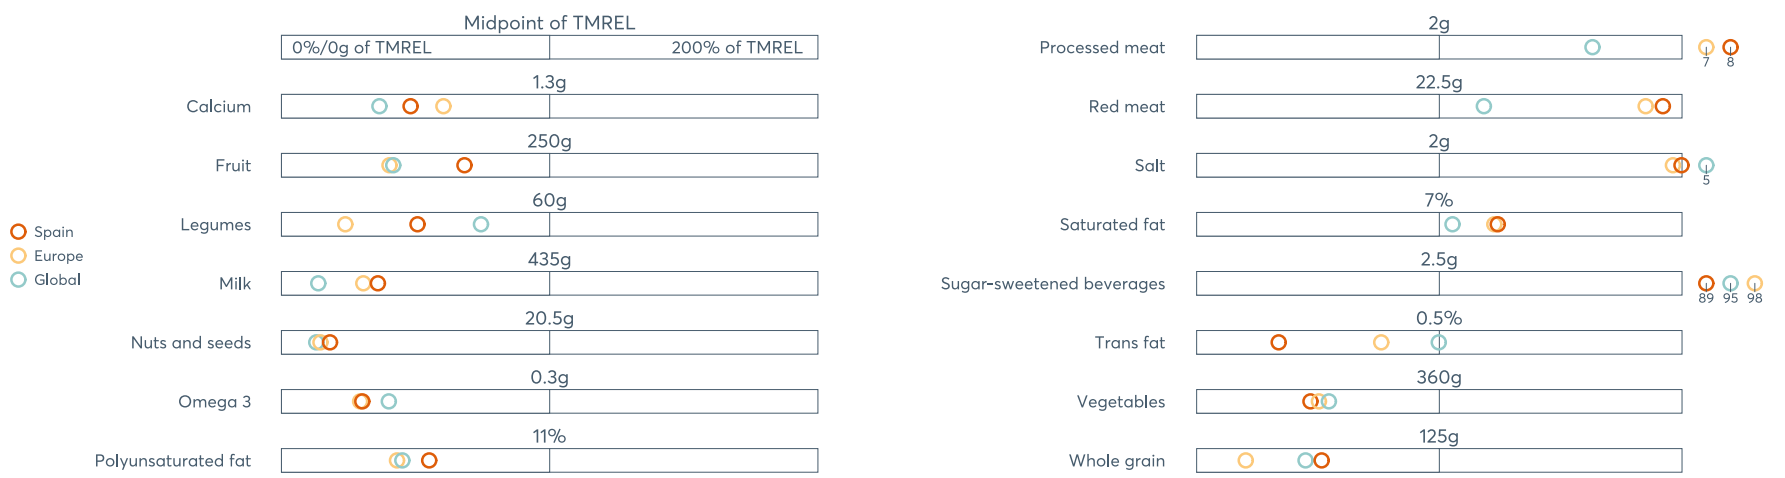 Midpoint of TMREL
0%/0g of TMREL 200% of TMREL
1.3g
Calcium
250g
Fruit
60g
Legumes
435g
Milk
20.5g
Nuts and seeds
0.3g
Omega 3
11%
Polyunsaturated fat
Spain
Europe
Global
2g
Processed meat
7 8
22.5g
Red meat
2g
Salt
5
7%
Saturated fat
2.5g
Sugar-sweetened beverages
89 95 98
0.5%
Trans fat
360g
Vegetables
125g
Whole grain